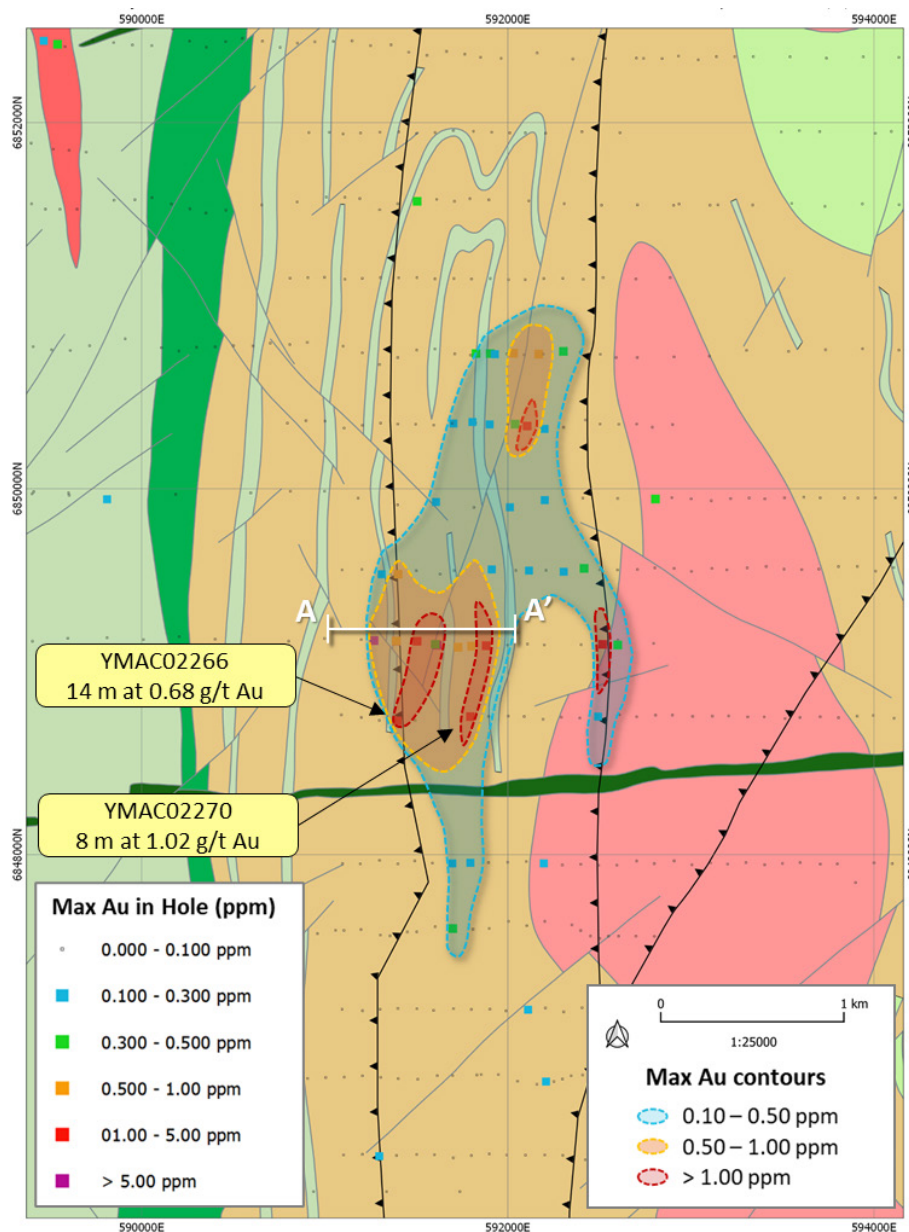 590000E
592000E
594000E
6852000N
6850000N
6848000N
A
A'
YMAC02266
14 m at 0.68 g/t Au
YMAC02270
8 m at 1.02 g/t Au
Max Au in Hole (ppm)
0.000 - 0.100 ppm
0.100 - 0.300 ppm
0.300 - 0.500 ppm
0.500 - 1.00 ppm
01.00 - 5.00 ppm
> 5.00 ppm
0
1 km
1:25000
Max Au contours
0.10 – 0.50 ppm
0.50 – 1.00 ppm
> 1.00 ppm
590000E
592000E
594000E